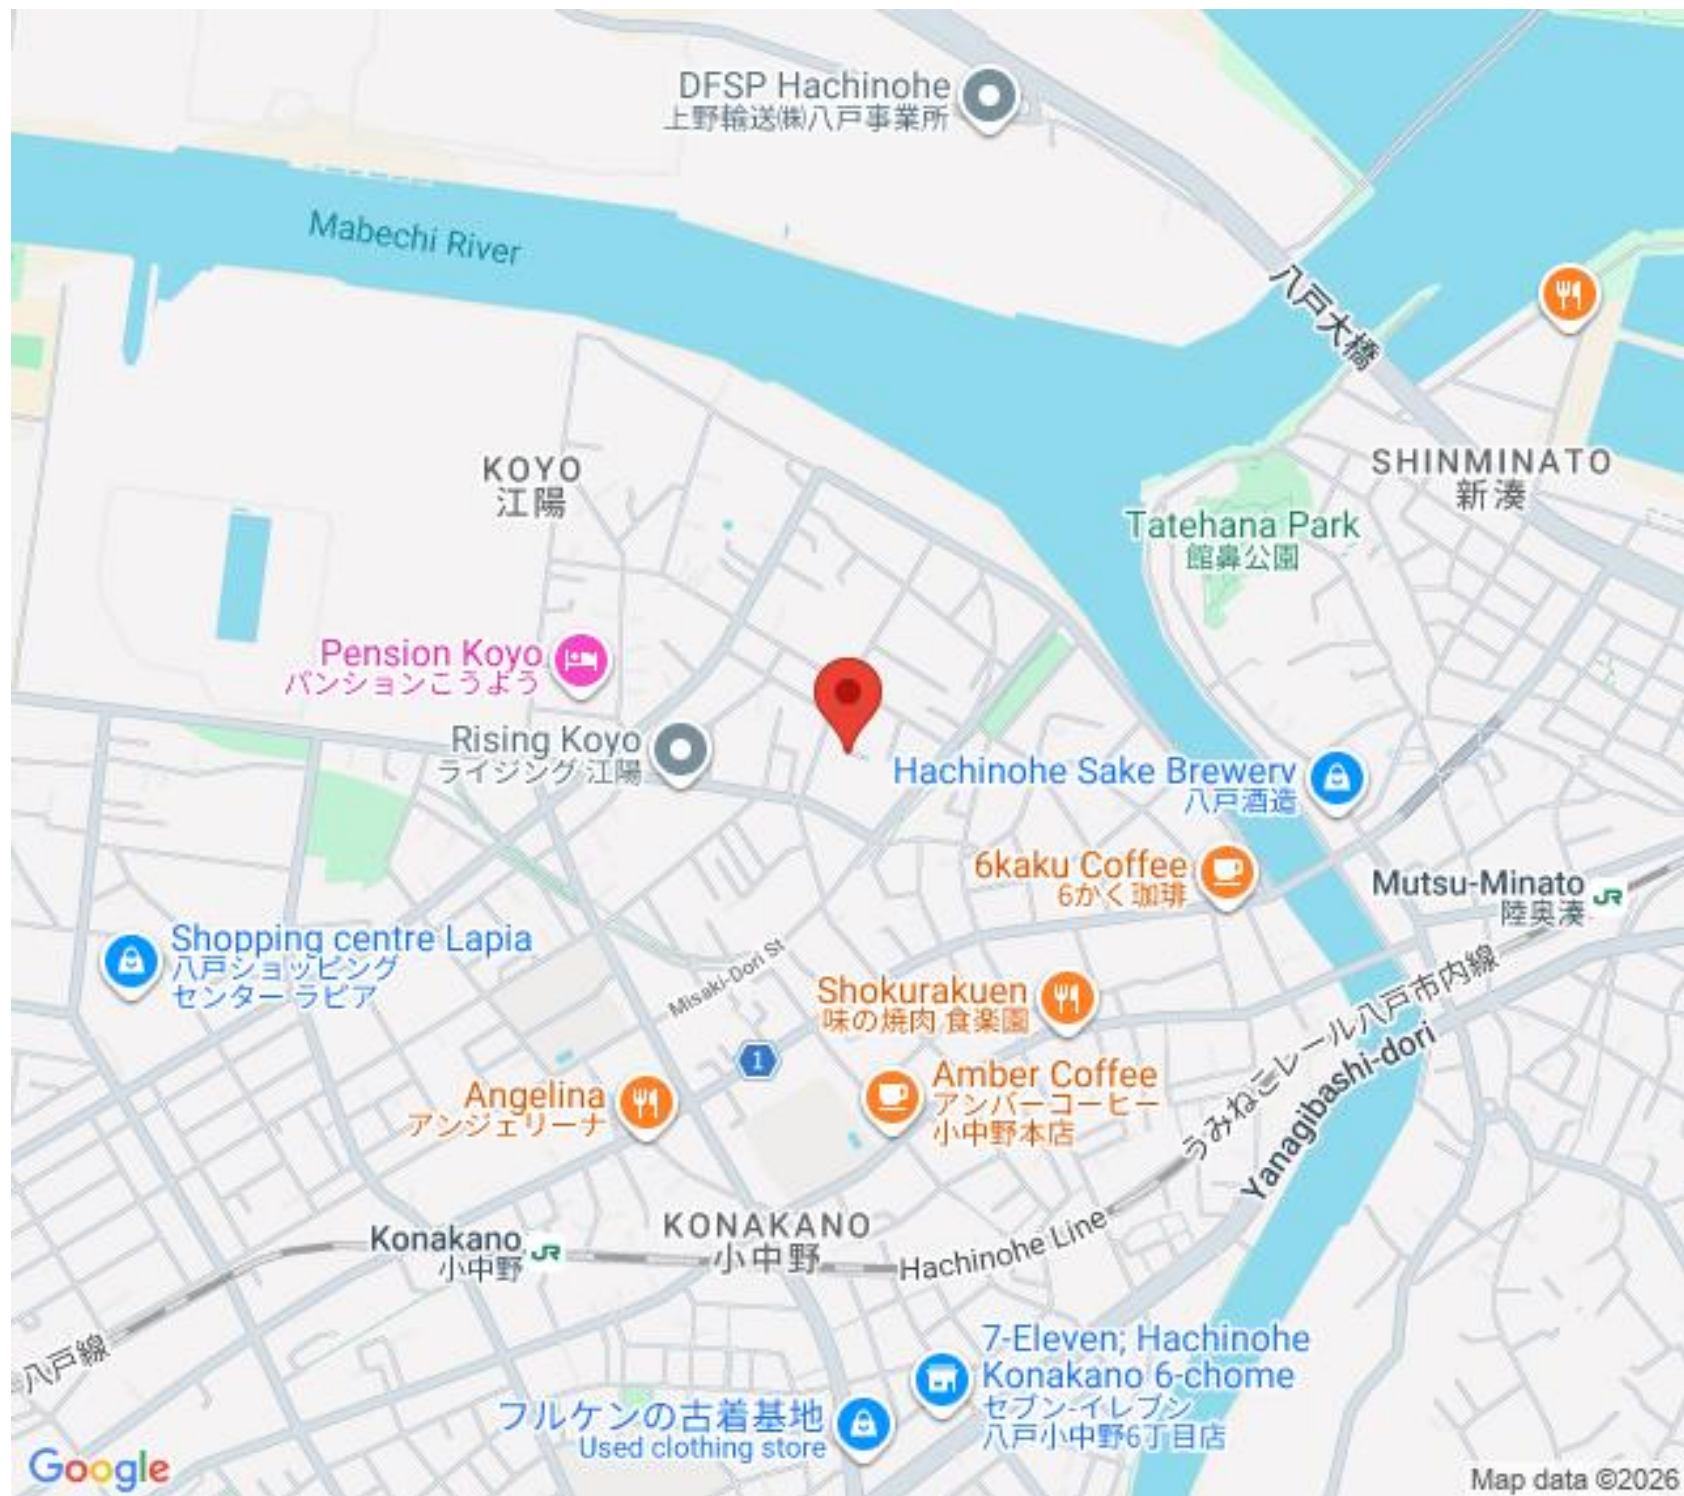 DFSP Hachinohe
上野輸送㈱八戸事業所
Mabechi River
八戸大橋
KOYO
江陽
SHINMINATO
新湊
Tatehana Park
館鼻公園
Pension Koyo
パンションこうよう
Rising Koyo
ライジング 江陽
Hachinohe Sake Brewery
八戸酒造
6kaku Coffee
6かく珈琲
Mutsu-Minato
陸奥湊
JR
Shopping centre Lapia
八戸ショッピング
センター ラピア
Misaki-Dori St
Shokurakuen
味の焼肉 食楽園
うみねこレール八戸市内線
Yanagibashi-dori
1
Angelina
アンジェリーナ
Amber Coffee
アンバーコーヒー
小中野本店
Konakano
小中野
JR
KONAKANO
小中野
Hachinohe Line
八戸線
7-Eleven; Hachinohe
Konakano 6-chome
セブン-イレブン
八戸小中野6丁目店
フルケンの古着基地
Used clothing store
Google
Map data ©2026